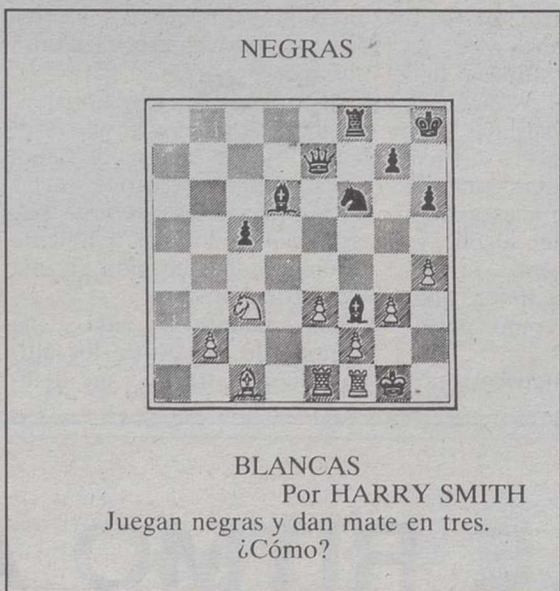 NEGRAS
BLANCAS
Por HARRY SMITH
Juegan negras y dan mate en tres.
¿Cómo?